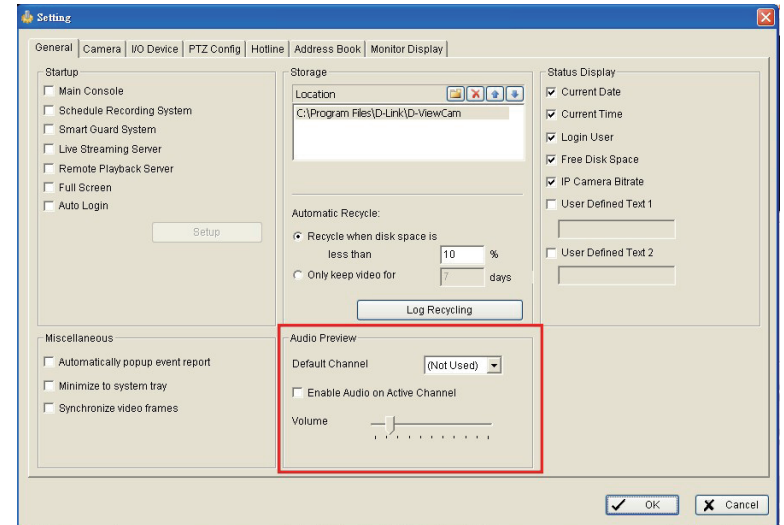 Setting
General Camera I/O Device PTZ Config Hotline Address Book Monitor Display
Startup
Main Console
Schedule Recording System
Smart Guard System
Live Streaming Server
Remote Playback Server
Full Screen
Auto Login
Setup
Storage
Location
C:\Program Files\D-Link\D-ViewCam
Automatic Recycle:
Recycle when disk space is
less than 10 %
Only keep video for 7 days
Log Recycling
Status Display
Current Date
Current Time
Login User
Free Disk Space
IP Camera Bitrate
User Defined Text 1
User Defined Text 2
Miscellaneous
Automatically popup event report
Minimize to system tray
Synchronize video frames
Audio Preview
Default Channel (Not Used)
Enable Audio on Active Channel
Volume
OK Cancel